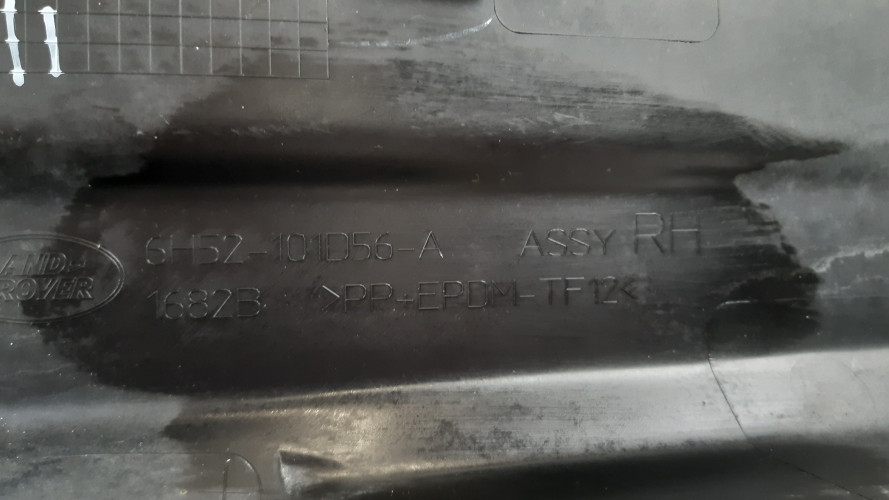 LAND-
ROVER
6H52-101D56-A ASSY RH
1682B >PP+EPDM-TF12<